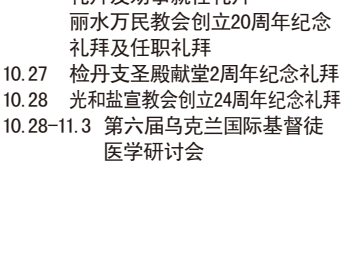 丽水万民教会创立20周年纪念
礼拜及任职礼拜
10.27 检丹支圣殿献堂2周年纪念礼拜
10.28 光和盐宣教会创立24周年纪念礼拜
10.28-11.3 第六届乌克兰国际基督徒
医学研讨会